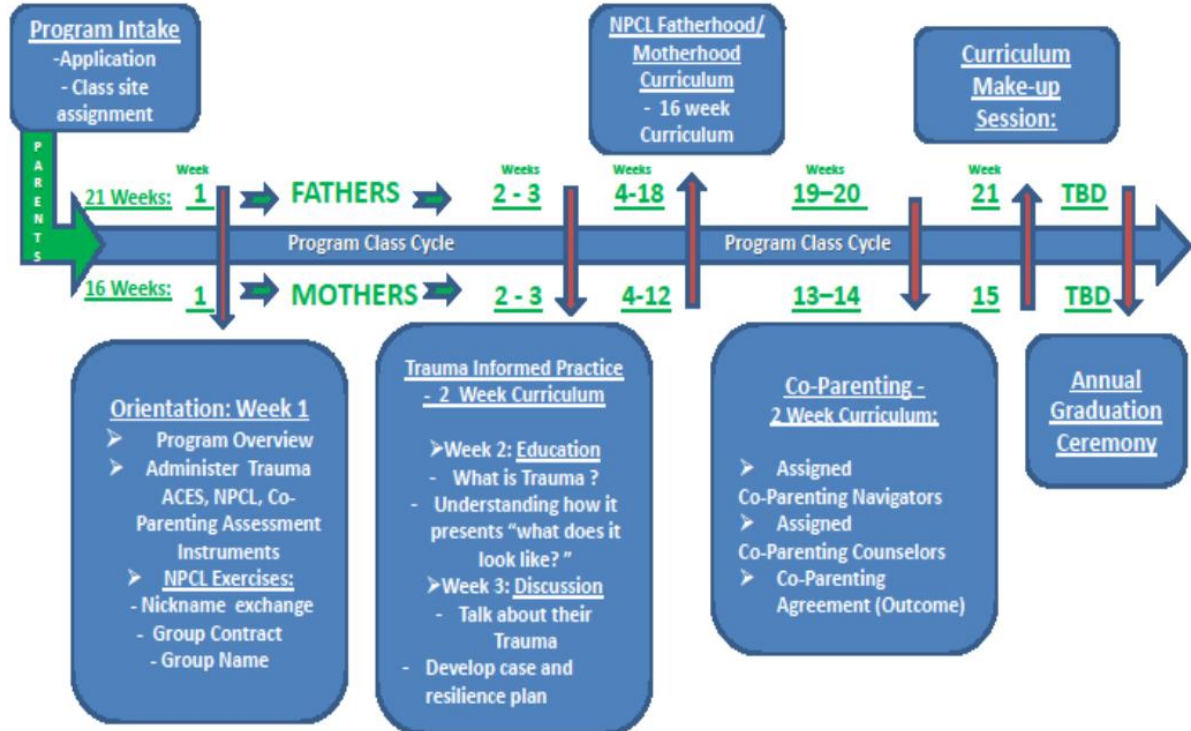 Program Intake
-Application
- Class site
assignment
NPCL Fatherhood/
Motherhood
Curriculum
- 16 week
Curriculum
Curriculum
Make-up
Session:
PARENTS
21 Weeks:
Week
1
FATHERS
Weeks
2 - 3
Weeks
4-18
Weeks
19–20
Week
21
TBD
Program Class Cycle
Program Class Cycle
16 Weeks:
1
MOTHERS
2 - 3
4-12
13–14
15
TBD
Orientation: Week 1
➢ Program Overview
➢ Administer Trauma
ACES, NPCL, Co-
Parenting Assessment
Instruments
➢ NPCL Exercises:
- Nickname exchange
- Group Contract
- Group Name
Trauma Informed Practice
- 2 Week Curriculum
➢Week 2: Education
- What is Trauma ?
- Understanding how it
presents “what does it
look like? ”
➢Week 3: Discussion
- Talk about their
Trauma
- Develop case and
resilience plan
Co-Parenting -
2 Week Curriculum:
➢ Assigned
Co-Parenting Navigators
➢ Assigned
Co-Parenting Counselors
➢ Co-Parenting
Agreement (Outcome)
Annual
Graduation
Ceremony